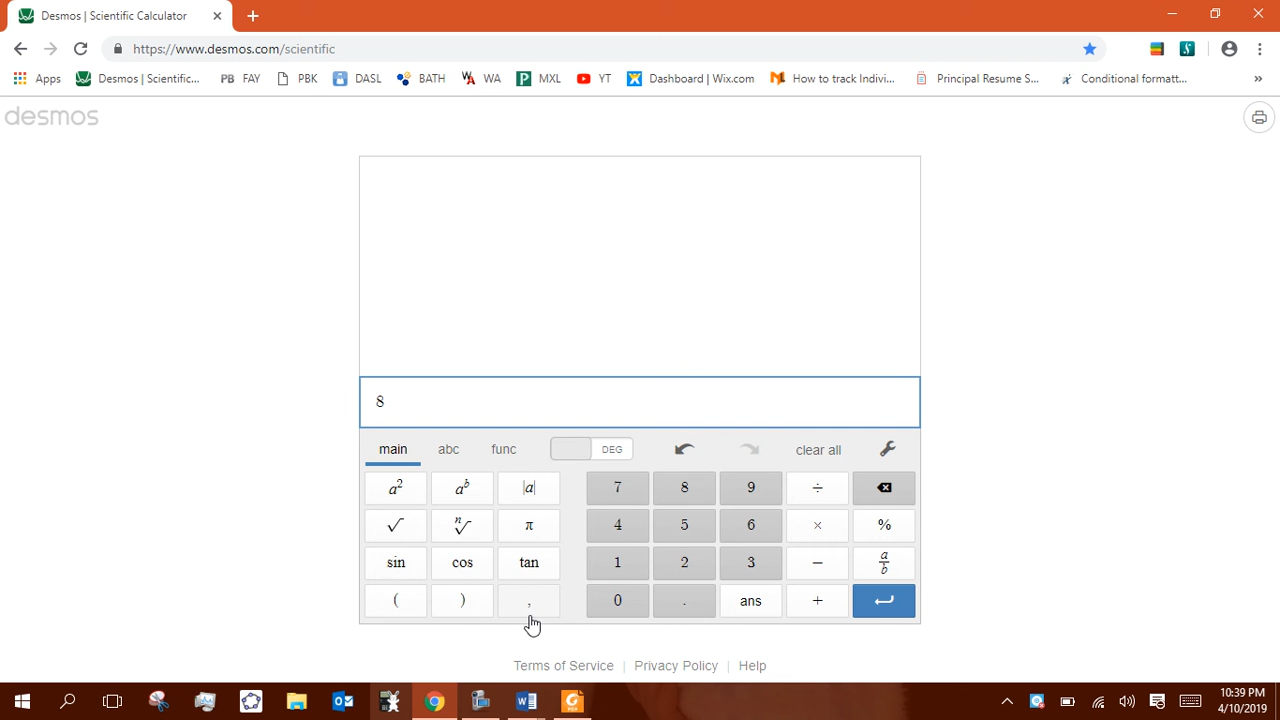 Desmos | Scientific Calculator
https://www.desmos.com/scientific
Apps Desmos | Scientific... PB FAY PBK DASL BATH WA MXL YT Dashboard | Wix.com How to track Indivi... Principal Resume S... Conditional formatt... »
desmos
8
main abc func DEG clear all
a² aᵇ |a| 7 8 9 ÷
√ ⁿ√ π 4 5 6 × %
sin cos tan 1 2 3 − a/b
( ) , 0 . ans +
Terms of Service | Privacy Policy | Help
10:39 PM
4/10/2019